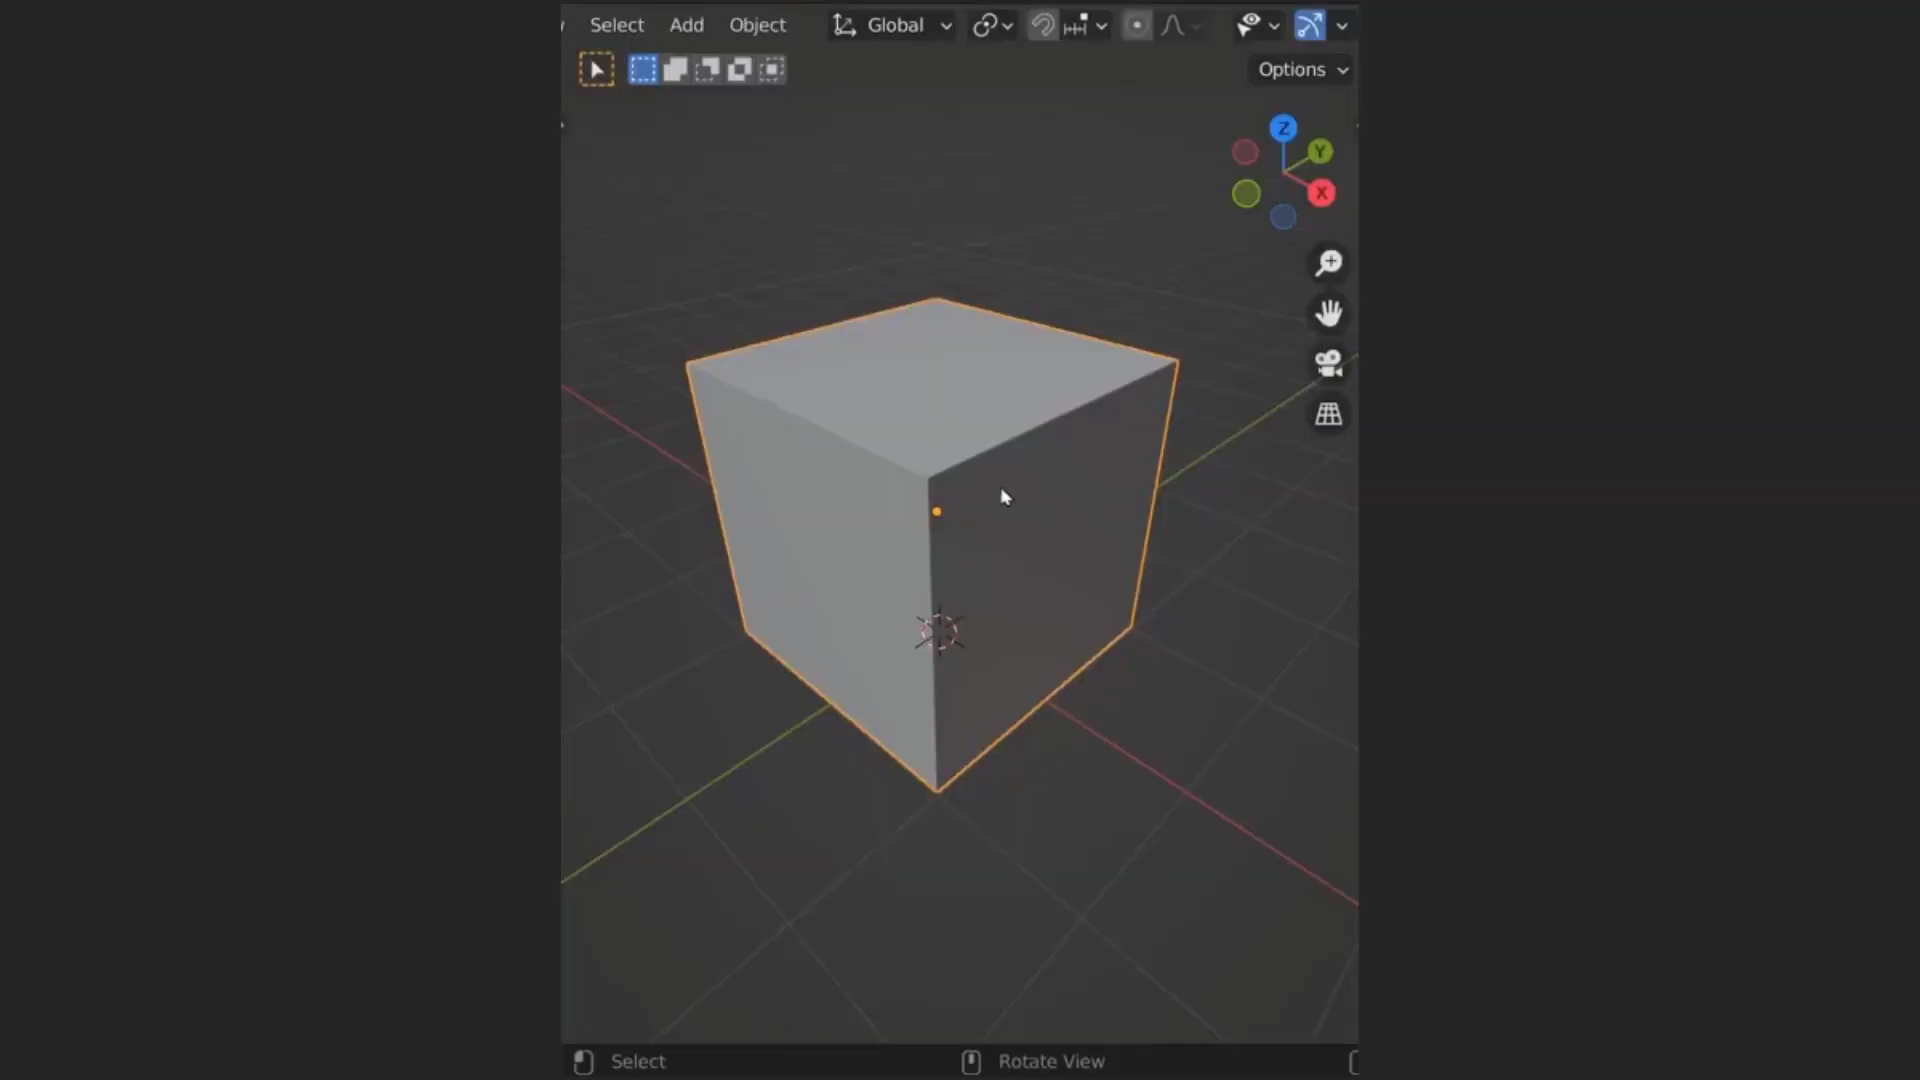 Select Add Object Global
Options
Z
Y
X
Select Rotate View